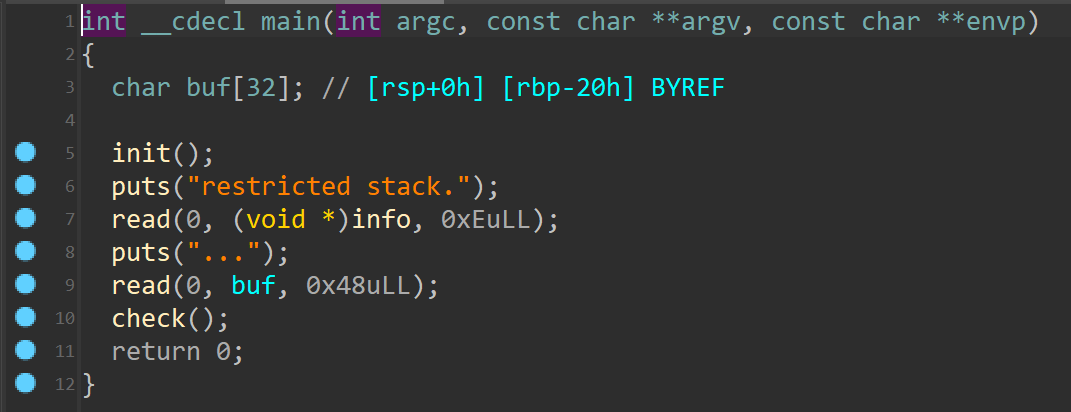 1 int __cdecl main(int argc, const char **argv, const char **envp)
2 {
3   char buf[32]; // [rsp+0h] [rbp-20h] BYREF
4
5   init();
6   puts("restricted stack.");
7   read(0, (void *)info, 0xEuLL);
8   puts("...");
9   read(0, buf, 0x48uLL);
10   check();
11   return 0;
12 }